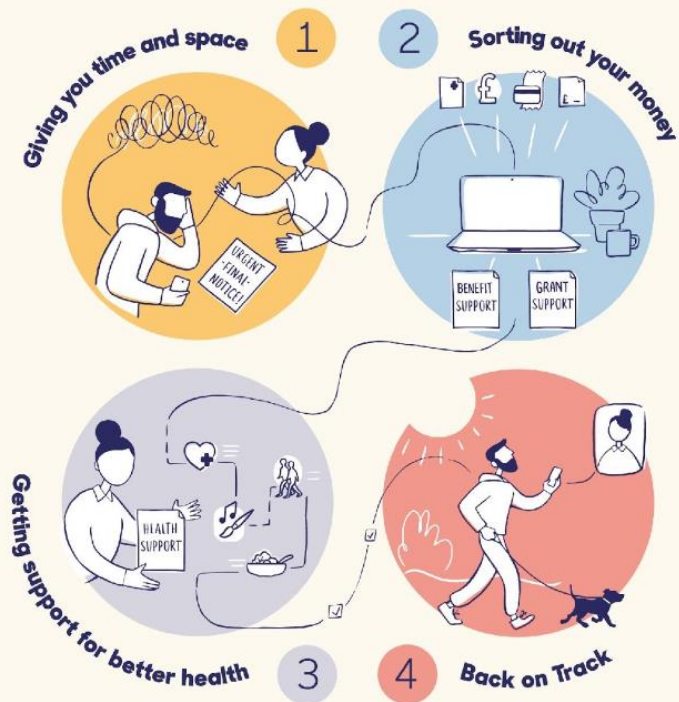 Giving you time and space
1
URGENT
-FINAL-
NOTICE!
2
Sorting out your money
£
£
BENEFIT
SUPPORT
GRANT
SUPPORT
Getting support for better health
3
HEALTH
SUPPORT
4
Back on Track